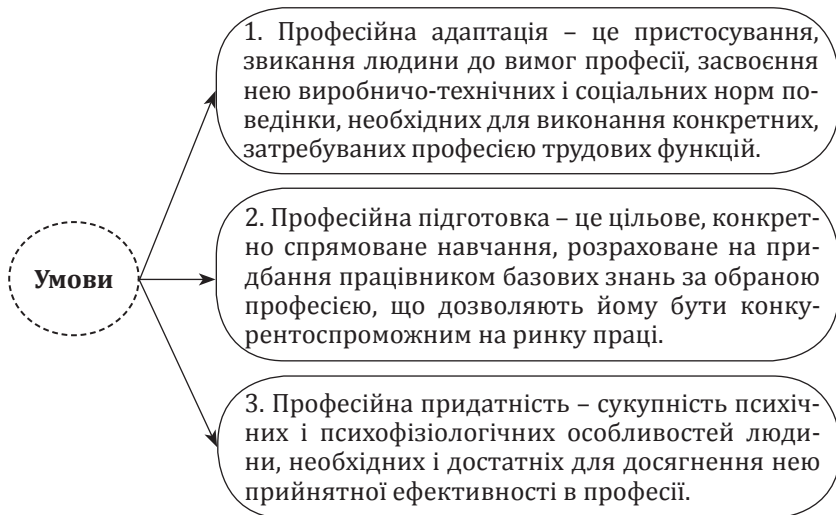 1. Професійна адаптація – це пристосування,
звикання людини до вимог професії, засвоєння
нею виробничо-технічних і соціальних норм по-
ведінки, необхідних для виконання конкретних,
затребуваних професією трудових функцій.
Умови
2. Професійна підготовка – це цільове, конкрет-
но спрямоване навчання, розраховане на при-
дбання працівником базових знань за обраною
професією, що дозволяють йому бути конку-
рентоспроможним на ринку праці.
3. Професійна придатність – сукупність психіч-
них і психофізіологічних особливостей люди-
ни, необхідних і достатніх для досягнення нею
прийнятної ефективності в професії.